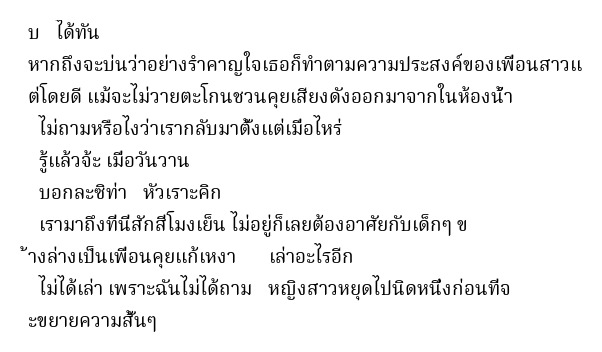 บ ได้ทัน
หากถึงจะบ่นว่าอย่างรำคาญใจเธอก็ทำตามความประสงค์ของเพื่อนสาวแ
ต่โดยดี แม้จะไม่วายตะโกนชวนคุยเสียงดังออกมาจากในห้องน้ำ
ไม่ถามหรือไงว่าเรากลับมาตั้งแต่เมื่อไหร่
รู้แล้วจ้ะ เมื่อวันวาน
บอกละซิท่า หัวเราะคิก
เรามาถึงที่นี่สักสี่โมงเย็น ไม่อยู่ก็เลยต้องอาศัยกับเด็กๆ ข
้างล่างเป็นเพื่อนคุยแก้เหงา เล่าอะไรอีก
ไม่ได้เล่า เพราะฉันไม่ได้ถาม หญิงสาวหยุดไปนิดหนึ่งก่อนที่จ
ะขยายความสั้นๆ